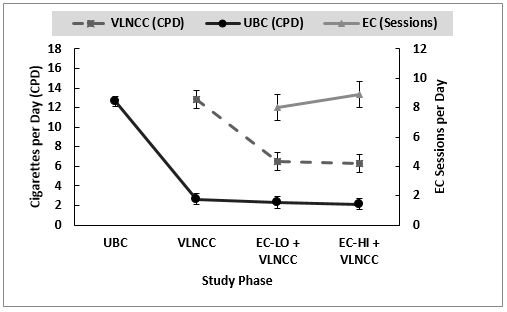 VLNCC (CPD) UBC (CPD) EC (Sessions)
18
16
14
12
10
8
6
4
2
0
Cigarettes per Day (CPD)
12
10
8
6
4
2
0
EC Sessions per Day
UBC VLNCC EC-LO + EC-HI +
VLNCC VLNCC
Study Phase